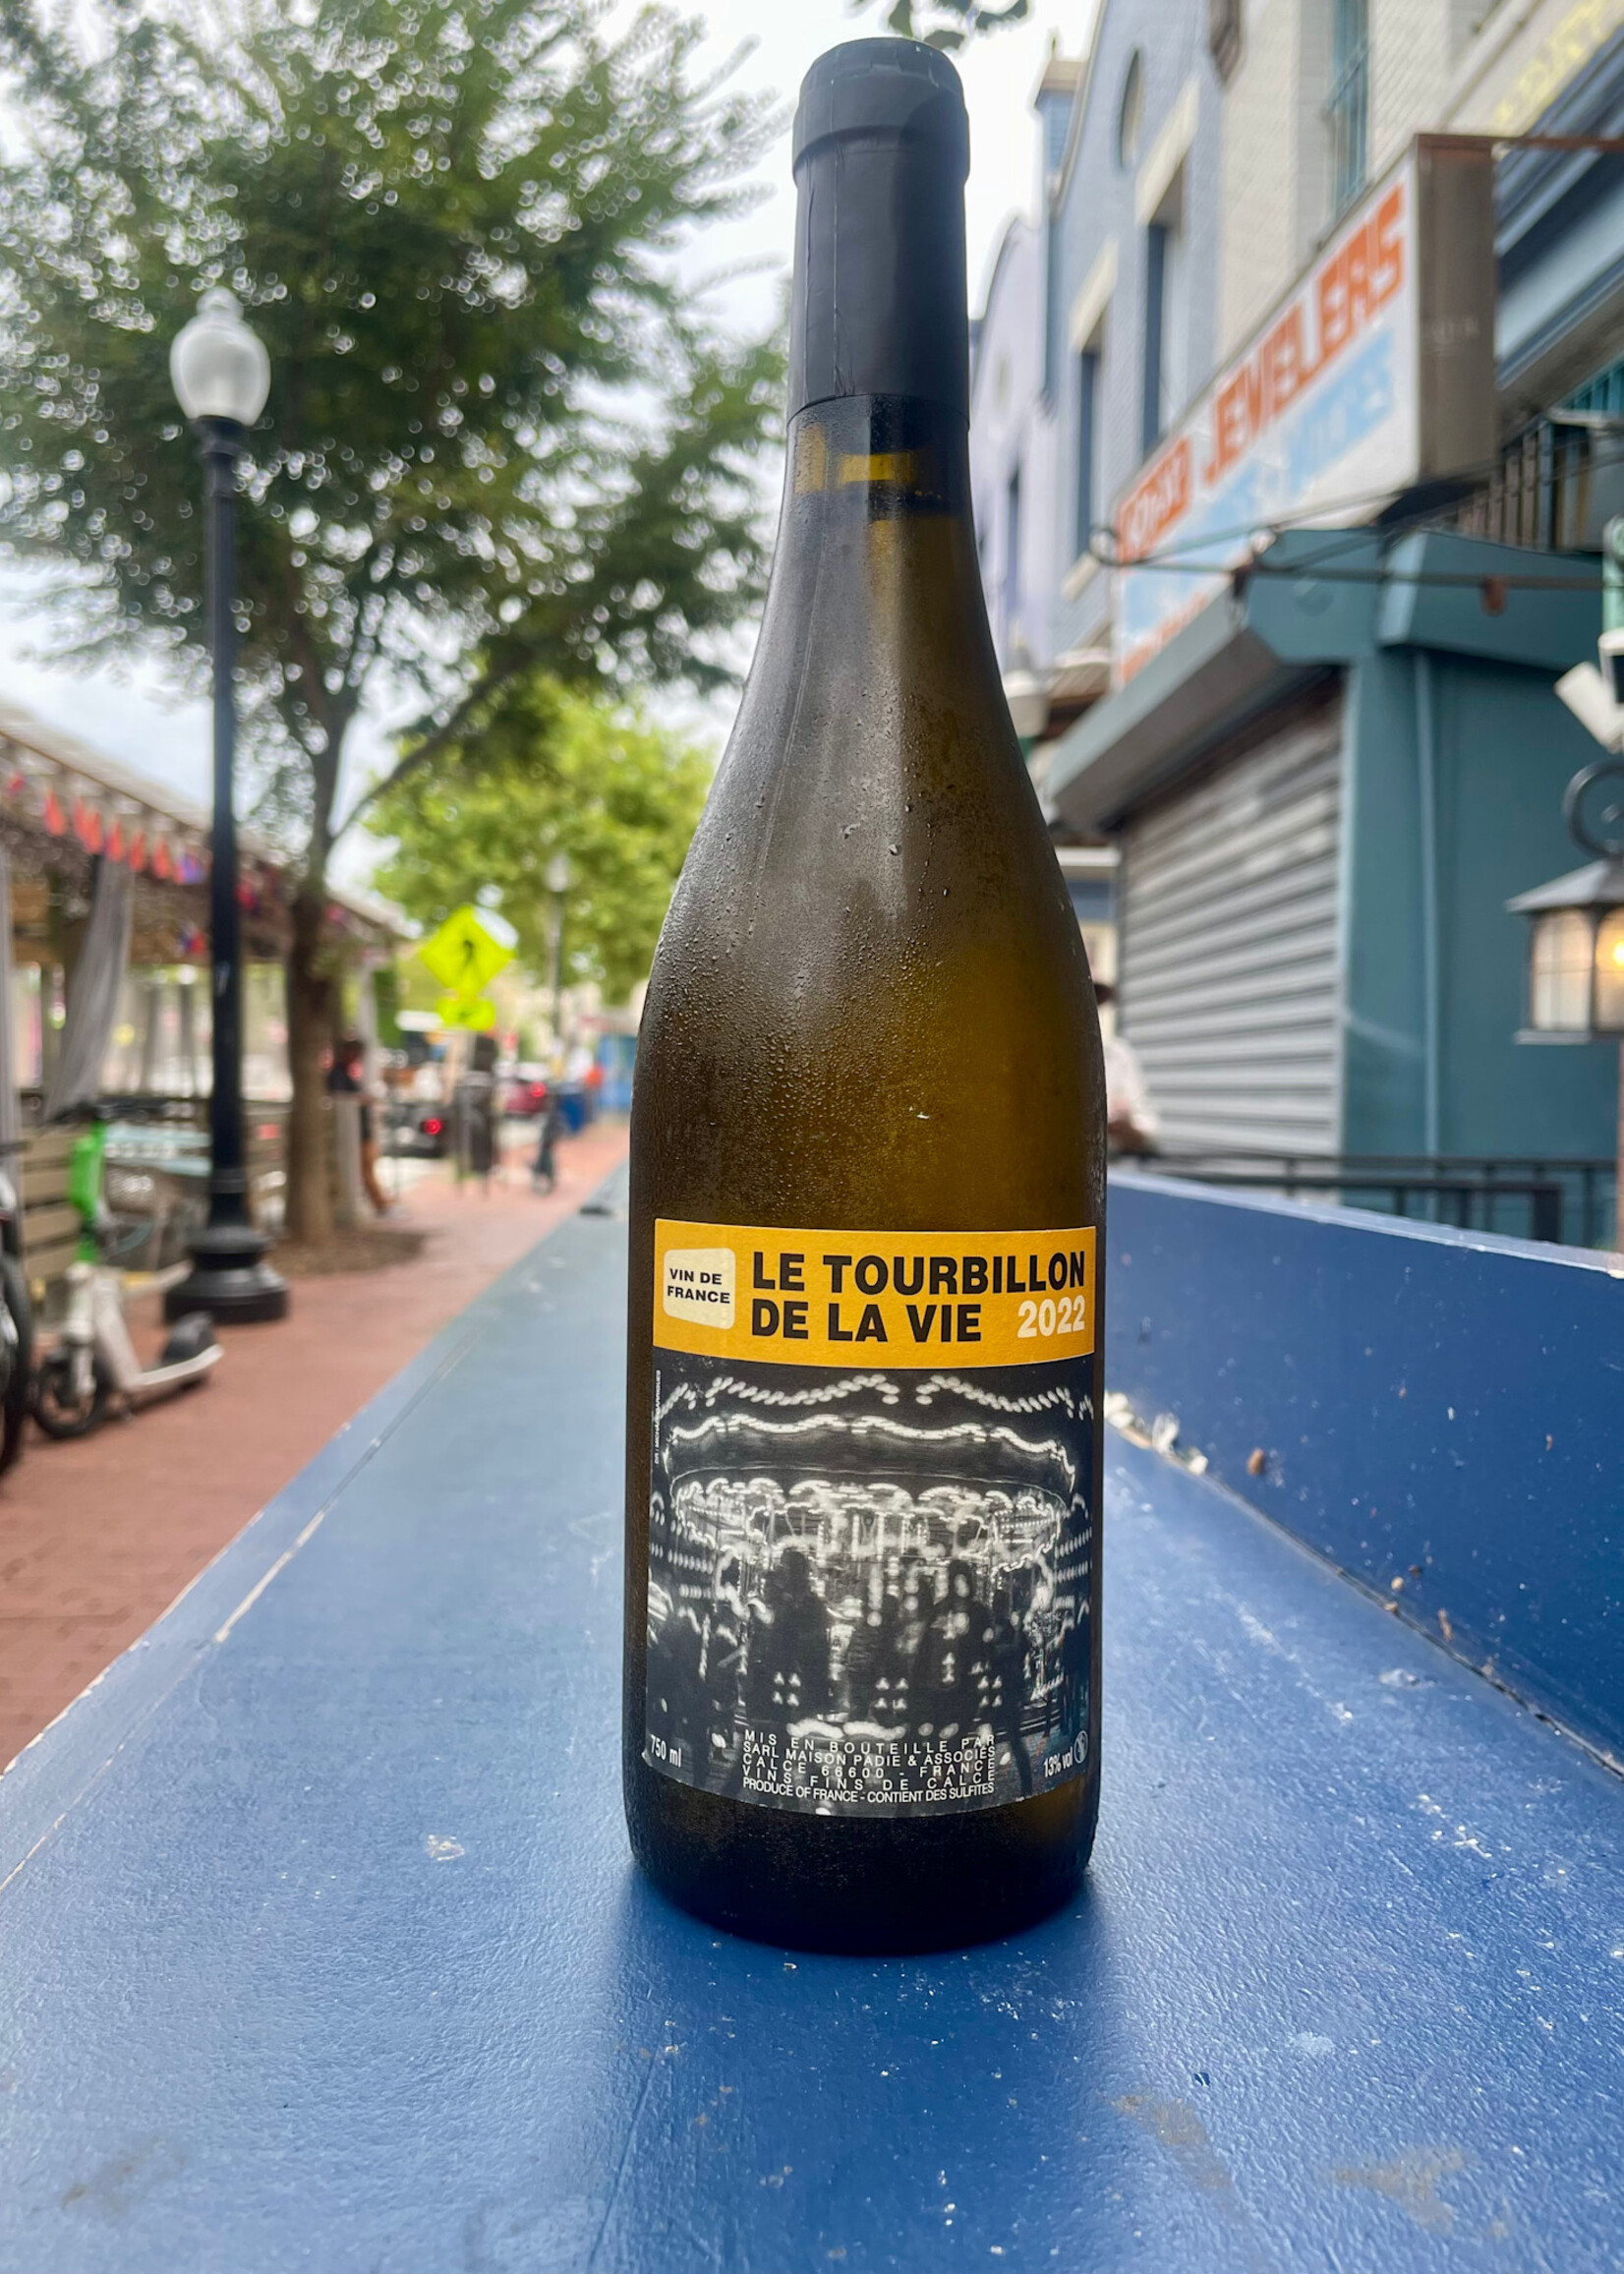 JEWELERS
VIN DE
FRANCE
LE TOURBILLON
DE LA VIE 2022
750 ml
MIS EN BOUTEILLE PAR
SARL MAISON PADIE & ASSOCIÉS
CALCE 66600 - FRANCE
VINS FINS DE CALCE
PRODUCE OF FRANCE - CONTIENT DES SULFITES
13% vol